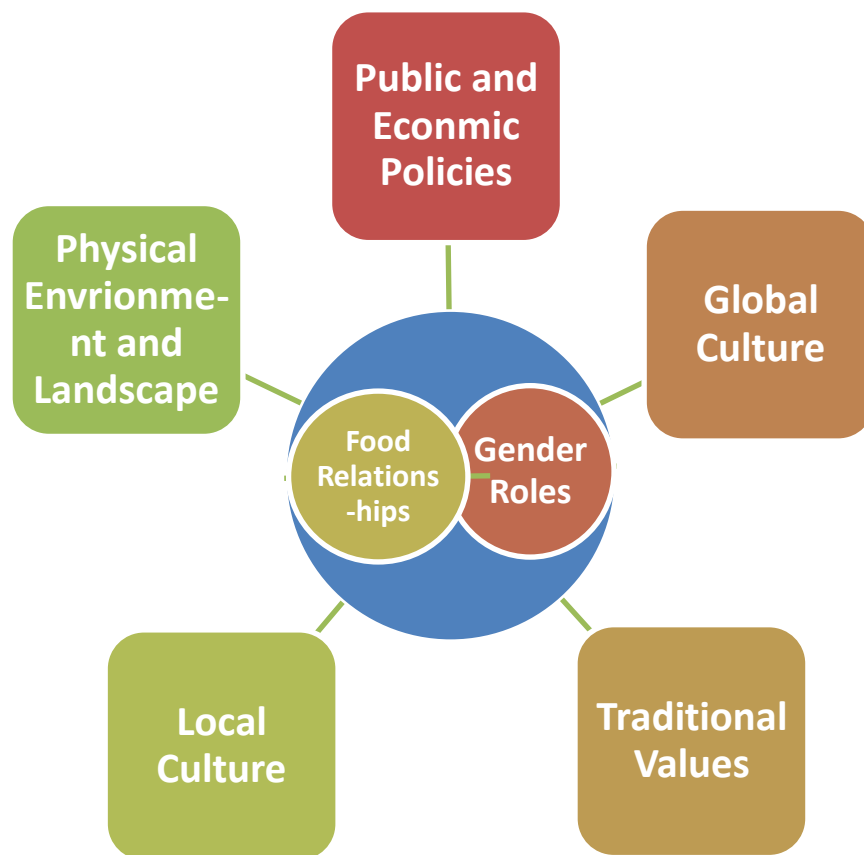 Public and
Econmic
Policies
Physical
Envrionme-
nt and
Landscape
Global
Culture
Food
Relations
-hips
Gender
Roles
Local
Culture
Traditional
Values